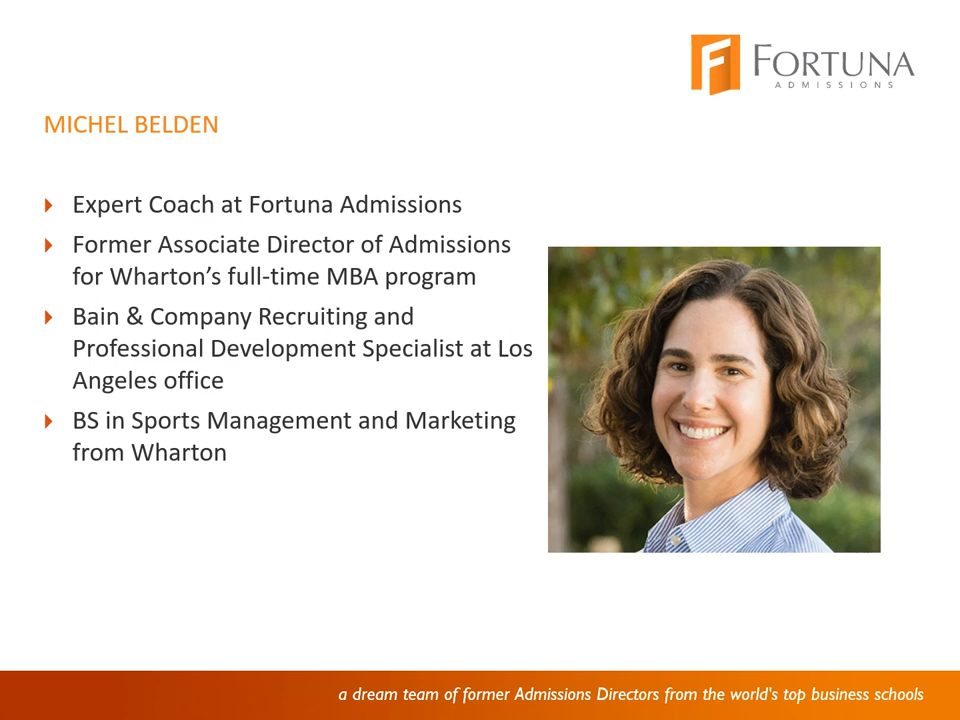 FORTUNA
ADMISSIONS
MICHEL BELDEN
Expert Coach at Fortuna Admissions
Former Associate Director of Admissions
for Wharton’s full-time MBA program
Bain & Company Recruiting and
Professional Development Specialist at Los
Angeles office
BS in Sports Management and Marketing
from Wharton
a dream team of former Admissions Directors from the world's top business schools